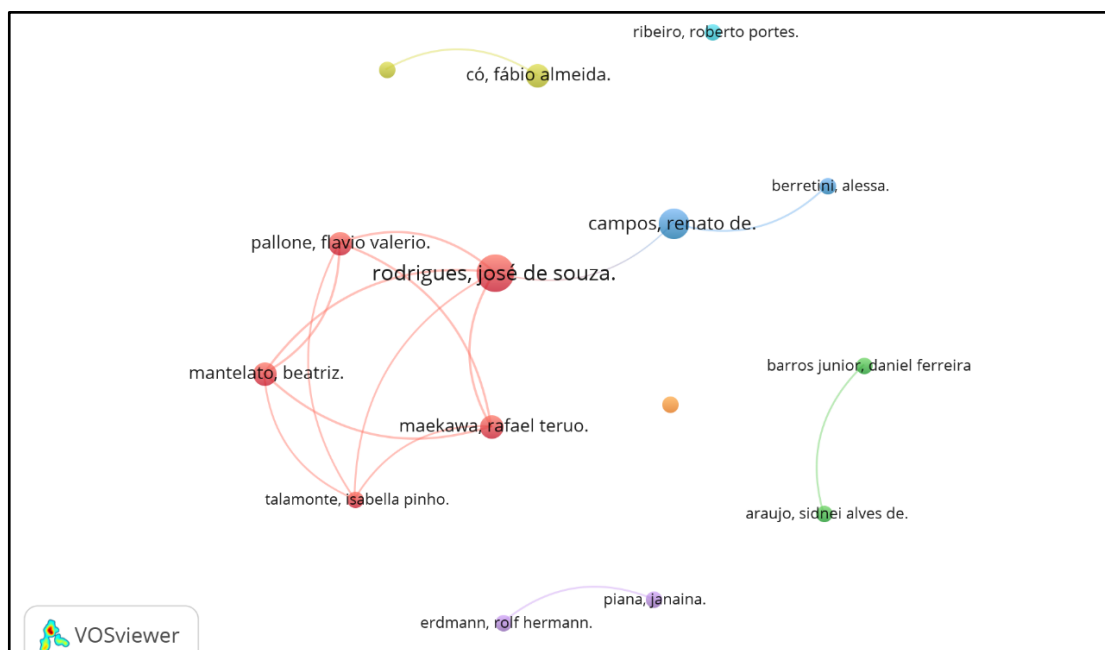 ribeiro, roberto portes.
có, fábio almeida.
berretini, alessa.
campos, renato de.
pallone, flavio valerio.
rodrigues, josé de souza.
barros junior, daniel ferreira
mantelato, beatriz.
maekawa, rafael teruo.
talamonte, isabella pinho.
araujo, sidnei alves de.
piana, janaina.
erdmann, rolf hermann.
VOSviewer